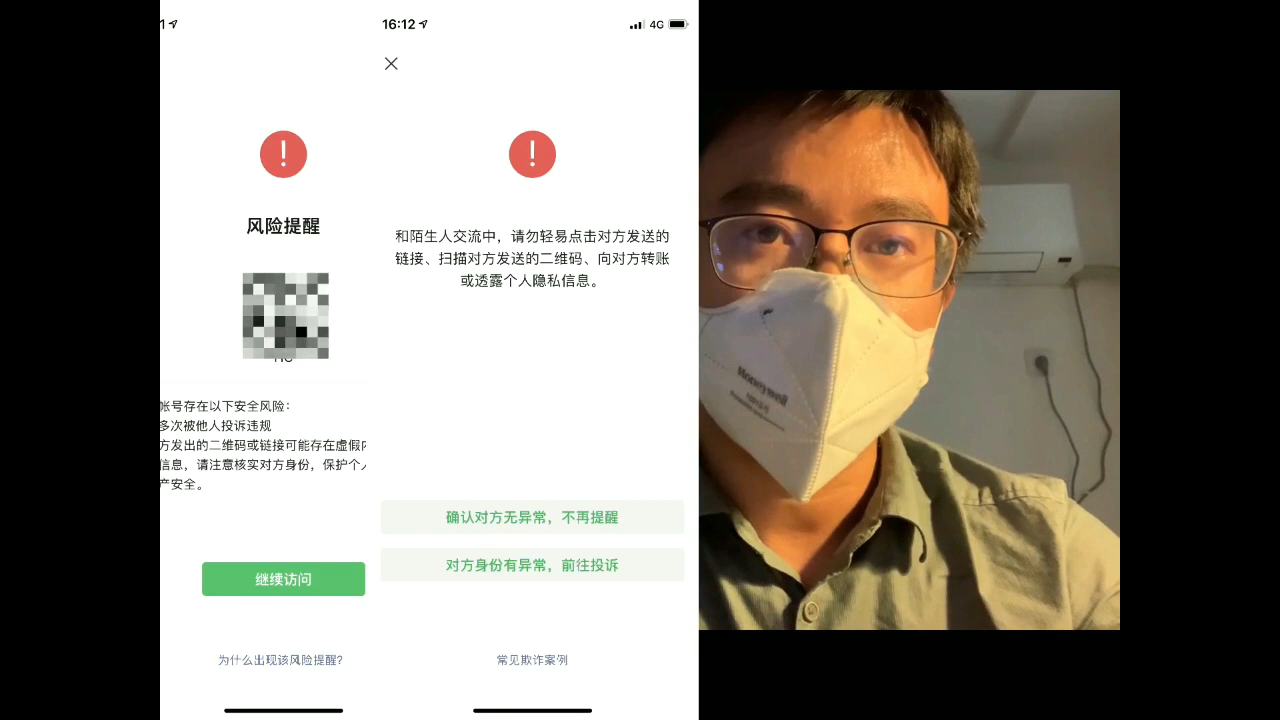 1
风险提醒
账号存在以下安全风险：
多次被他人投诉违规
方发出的二维码或链接可能存在虚假内
信息，请注意核实对方身份，保护个人
产安全。
继续访问
为什么出现该风险提醒?
16:12
4G
和陌生人交流中，请勿轻易点击对方发送的
链接、扫描对方发送的二维码、向对方转账
或透露个人隐私信息。
确认对方无异常，不再提醒
对方身份有异常，前往投诉
常见欺诈案例
Honeywell